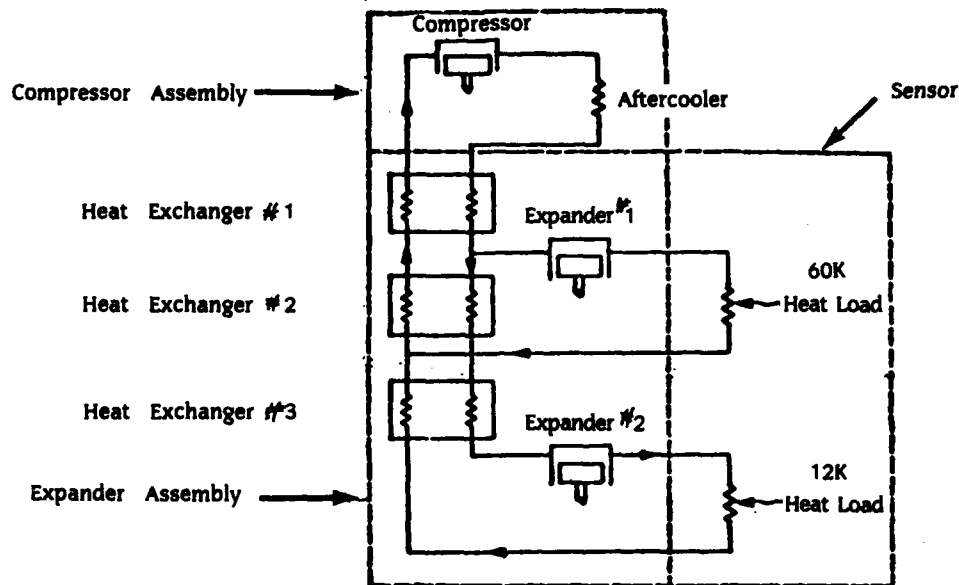 Compressor
Compressor Assembly
Aftercooler
Sensor
Heat Exchanger #1
Expander #1
60K
Heat Load
Heat Exchanger #2
Heat Exchanger #3
Expander #2
12K
Heat Load
Expander Assembly